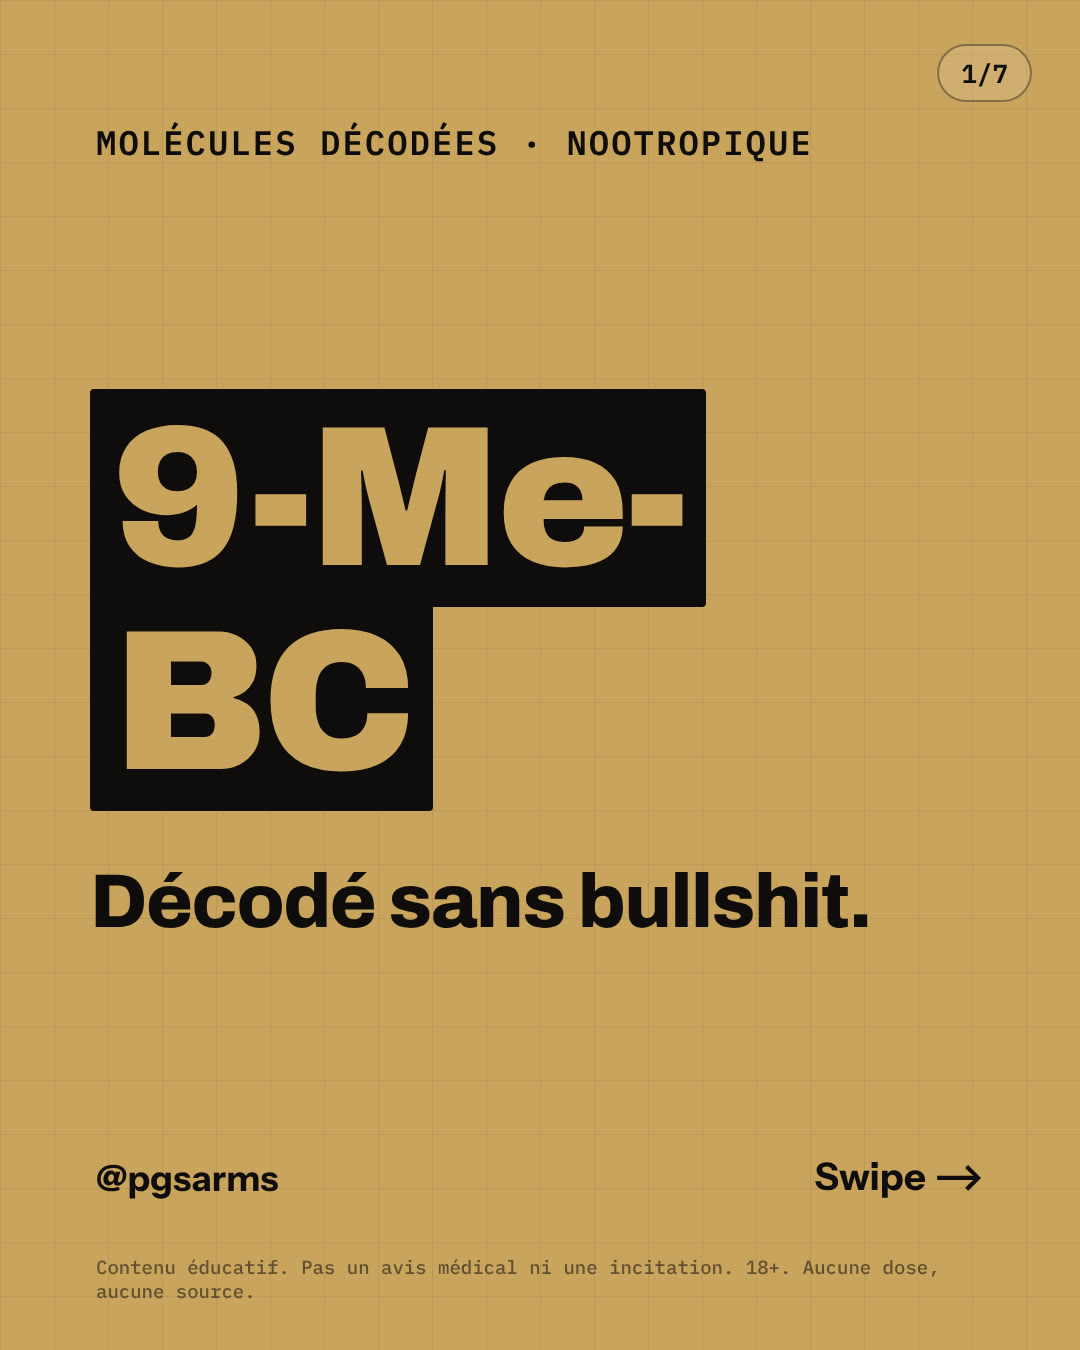 1/7
MOLÉCULES DÉCODÉES · NOOTROPIQUE
9-Me-
BC
Décodé sans bullshit.
@pgsarms
Swipe →
Contenu éducatif. Pas un avis médical ni une incitation. 18+. Aucune dose,
aucune source.